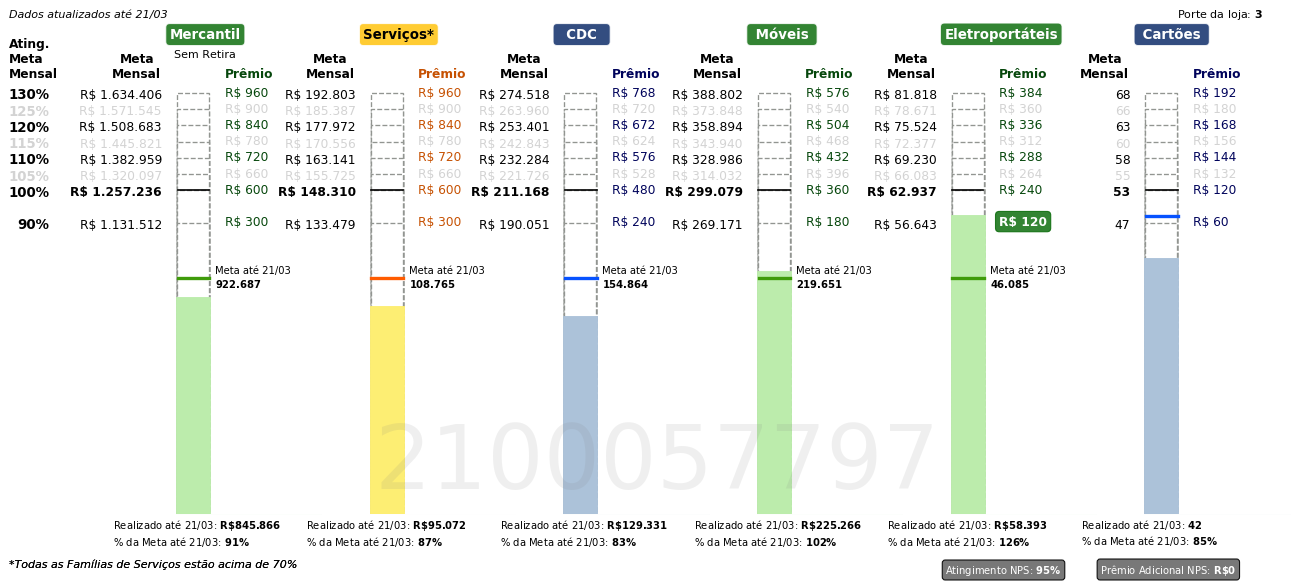 Dados atualizados até 21/03
Porte da loja: 3
Mercantil Serviços* CDC Móveis Eletroportáteis Cartões
Sem Retira
Ating. Meta Mensal
Meta Mensal Prêmio Meta Mensal Prêmio Meta Mensal Prêmio Meta Mensal Prêmio Meta Mensal Prêmio Meta Mensal Prêmio
130% R$ 1.634.406 R$ 960 R$ 192.803 R$ 960 R$ 274.518 R$ 768 R$ 388.802 R$ 576 R$ 81.818 R$ 384 68 R$ 192
125% R$ 1.571.545 R$ 900 R$ 185.387 R$ 900 R$ 263.960 R$ 720 R$ 373.848 R$ 540 R$ 78.671 R$ 360 66 R$ 180
120% R$ 1.508.683 R$ 840 R$ 177.972 R$ 840 R$ 253.401 R$ 672 R$ 358.894 R$ 504 R$ 75.524 R$ 336 63 R$ 168
115% R$ 1.445.821 R$ 780 R$ 170.556 R$ 780 R$ 242.843 R$ 624 R$ 343.940 R$ 468 R$ 72.377 R$ 312 60 R$ 156
110% R$ 1.382.959 R$ 720 R$ 163.141 R$ 720 R$ 232.284 R$ 576 R$ 328.986 R$ 432 R$ 69.230 R$ 288 58 R$ 144
105% R$ 1.320.097 R$ 660 R$ 155.725 R$ 660 R$ 221.726 R$ 528 R$ 314.032 R$ 396 R$ 66.083 R$ 264 55 R$ 132
100% R$ 1.257.236 R$ 600 R$ 148.310 R$ 600 R$ 211.168 R$ 480 R$ 299.079 R$ 360 R$ 62.937 R$ 240 53 R$ 120
90% R$ 1.131.512 R$ 300 R$ 133.479 R$ 300 R$ 190.051 R$ 240 R$ 269.171 R$ 180 R$ 56.643 R$ 120 47 R$ 60
Meta até 21/03 Meta até 21/03 Meta até 21/03 Meta até 21/03 Meta até 21/03
922.687 108.765 154.864 219.651 46.085
2100057797
Realizado até 21/03: R$845.866 Realizado até 21/03: R$95.072 Realizado até 21/03: R$129.331 Realizado até 21/03: R$225.266 Realizado até 21/03: R$58.393 Realizado até 21/03: 42
% da Meta até 21/03: 91% % da Meta até 21/03: 87% % da Meta até 21/03: 83% % da Meta até 21/03: 102% % da Meta até 21/03: 126% % da Meta até 21/03: 85%
*Todas as Famílias de Serviços estão acima de 70%
Atingimento NPS: 95% Prêmio Adicional NPS: R$0